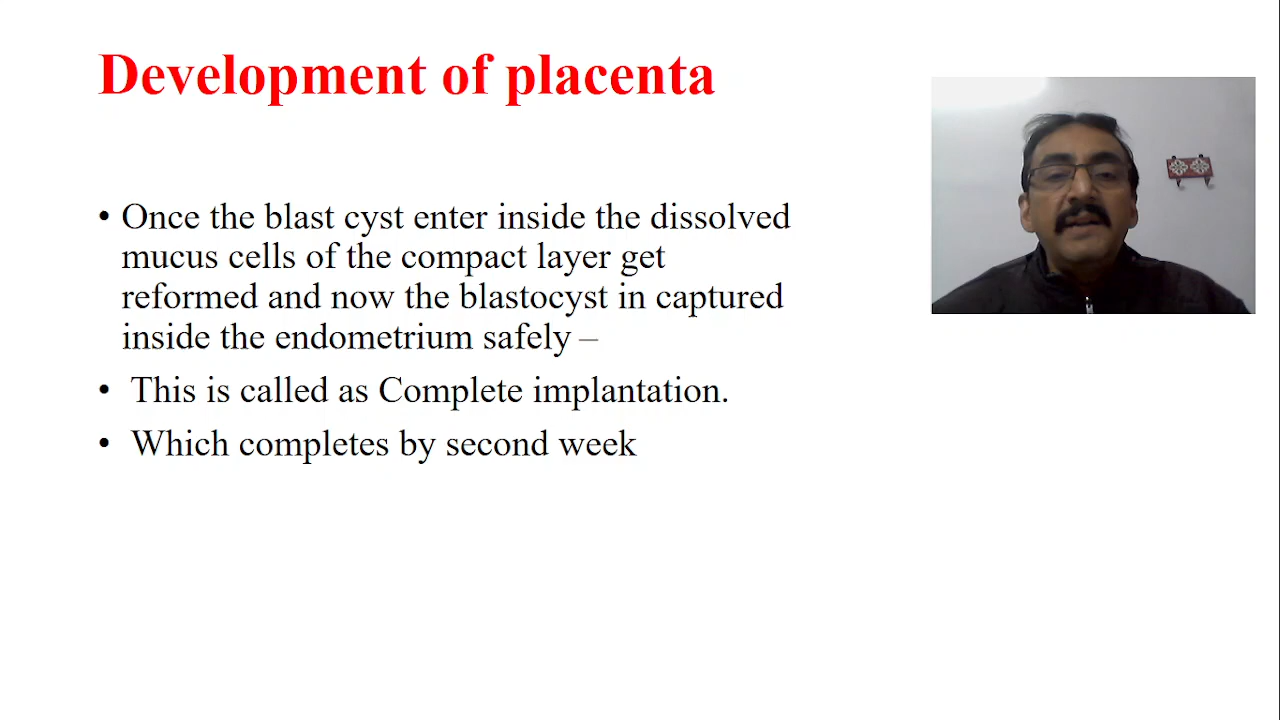 Development of placenta
• Once the blast cyst enter inside the dissolved
mucus cells of the compact layer get
reformed and now the blastocyst in captured
inside the endometrium safely –
• This is called as Complete implantation.
• Which completes by second week